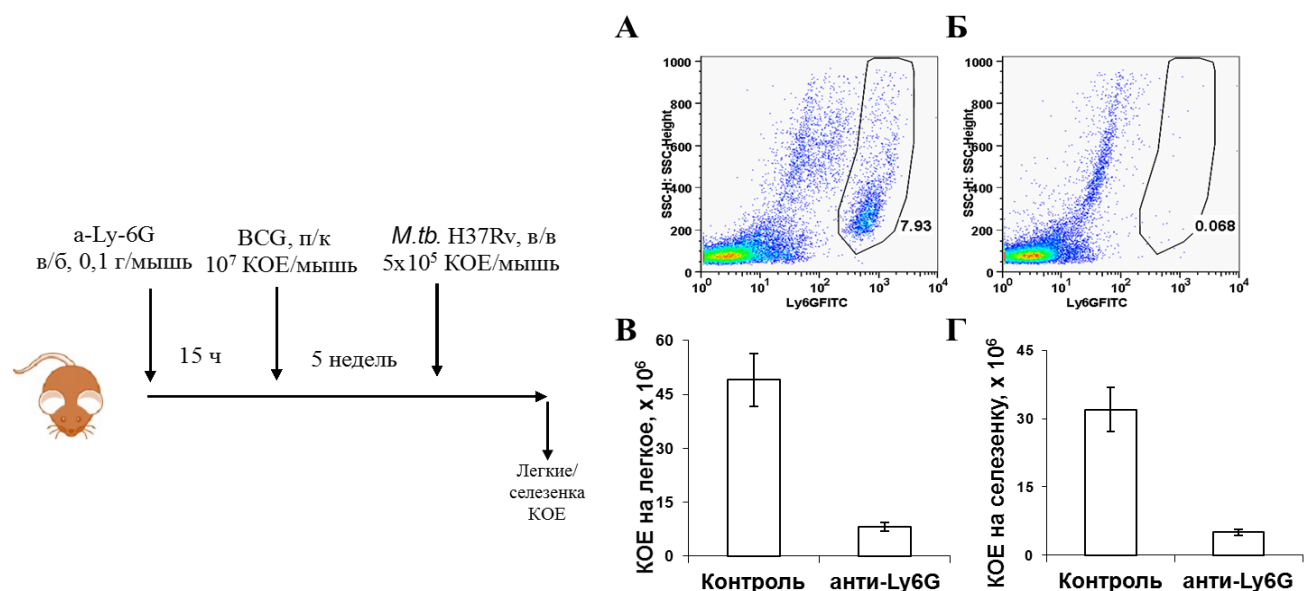 a-Ly-6G
в/б, 0,1 г/мышь
BCG, п/к
10⁷ КОЕ/мышь
M.tb. H37Rv, в/в
5x10⁵ КОЕ/мышь
15 ч
5 недель
Легкие/
селезенка
КОЕ
А
SSC-H: SSC-Height
1000
800
600
400
200
0
7.93
10⁰ 10¹ 10² 10³ 10⁴
Ly6GFITC
Б
SSC-H: SSC-Height
1000
800
600
400
200
0
0.068
10⁰ 10¹ 10² 10³ 10⁴
Ly6GFITC
В
КОЕ на легкое, x 10⁶
60
45
30
15
0
Контроль анти-Ly6G
Г
КОЕ на селезенку, x 10⁶
45
30
15
0
Контроль анти-Ly6G